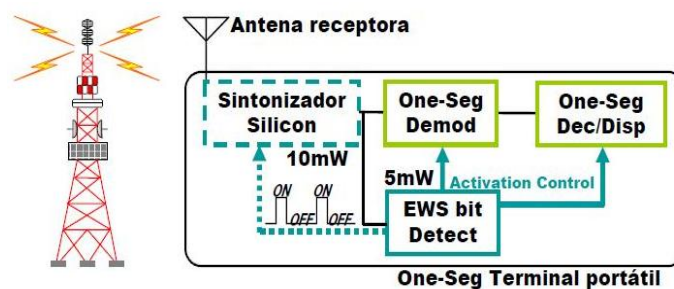 Antena receptora
Sintonizador
Silicon
One-Seg
Demod
One-Seg
Dec/Disp
10mW
5mW
Activation Control
ON ON
OFF OFF
EWS bit
Detect
One-Seg Terminal portátil